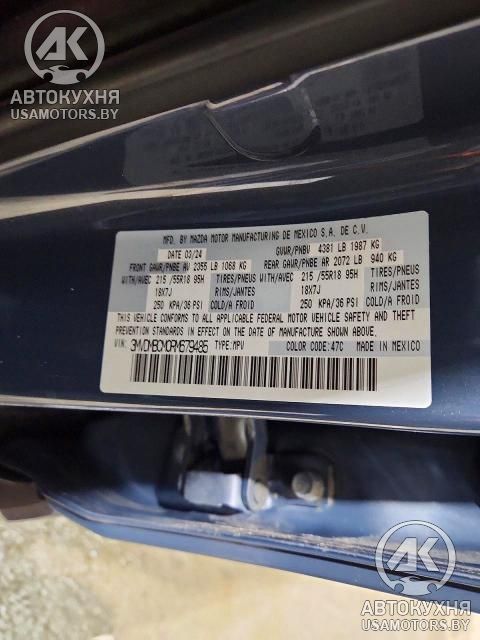 АК
АВТОКУХНЯ
USAMOTORS.BY
MFD. BY MAZDA MOTOR MANUFACTURING DE MEXICO S.A. DE C.V.
DATE 03/24 GVWR/PNBV 4381 LB 1987 KG
FRONT GAWR/PNBE AV 2355 LB 1068 KG REAR GAWR/PNBE AR 2072 LB 940 KG
WITH/AVEC 215/55R18 95H TIRES/PNEUS WITH/AVEC 215/55R18 95H TIRES/PNEUS
18X7J RIMS/JANTES 18X7J RIMS/JANTES
250 KPA/36 PSI COLD/A FROID 250 KPA/36 PSI COLD/A FROID
THIS VEHICLE CONFORMS TO ALL APPLICABLE FEDERAL MOTOR VEHICLE SAFETY AND THEFT
PREVENTION STANDARDS IN EFFECT ON THE DATE OF MANUFACTURE SHOWN ABOVE.
VIN: 3MVDMBCM0RM679485 TYPE: MPV COLOR CODE: 47C MADE IN MEXICO
АК
АВТОКУХНЯ
USAMOTORS.BY